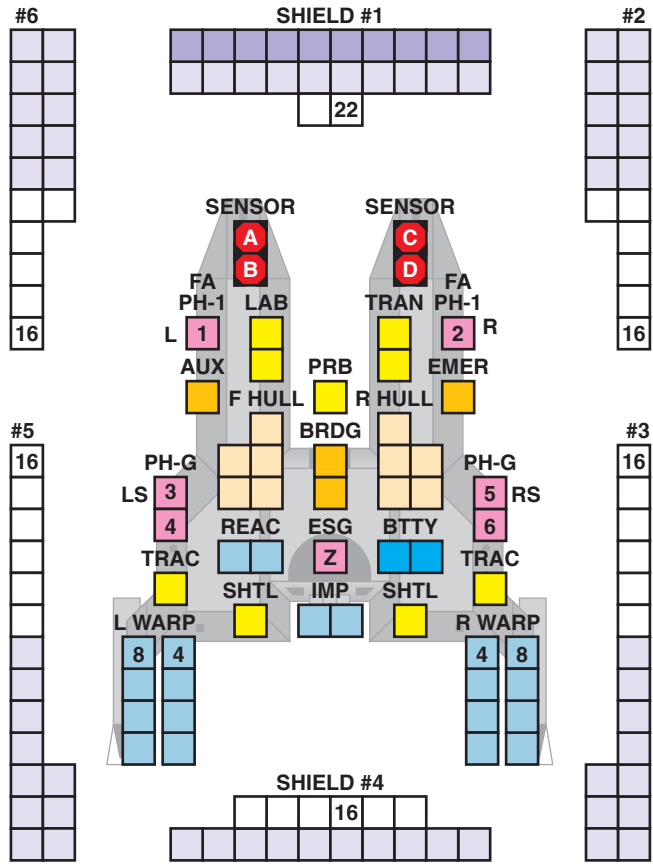 #6 SHIELD #1 #2
22
SENSOR SENSOR
A C
B D
FA FA
PH-1 LAB TRAN PH-1
16 L 1 2 R 16
AUX PRB EMER
F HULL R HULL
#5 BRDG #3
16 PH-G PH-G 16
LS 3 5 RS
4 6
REAC ESG BTTY
Z
TRAC TRAC
SHTL IMP SHTL
L WARP R WARP
8 4 4 8
SHIELD #4
16